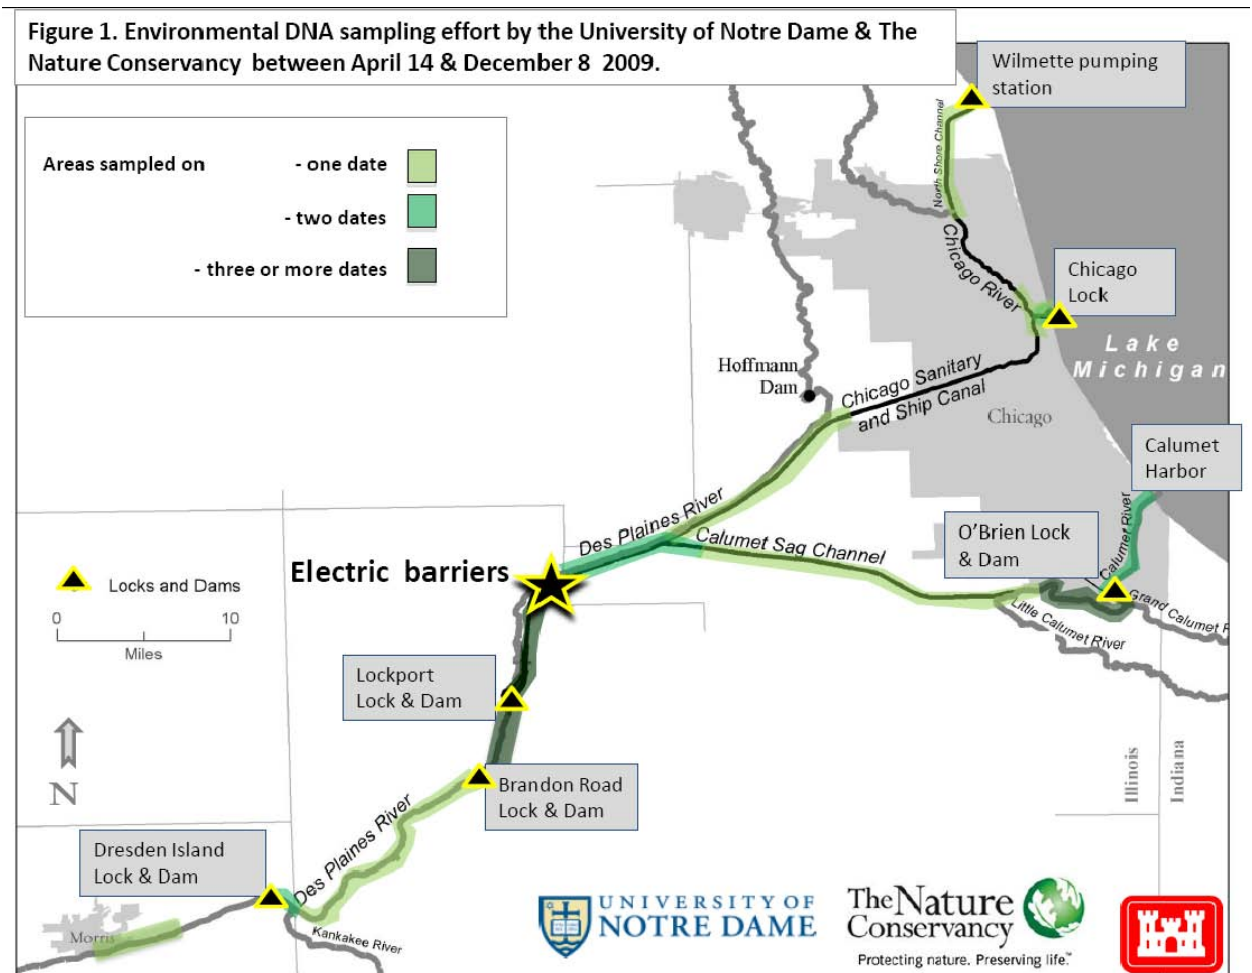 Figure 1. Environmental DNA sampling effort by the University of Notre Dame & The
Nature Conservancy between April 14 & December 8 2009.
Wilmette pumping
station
Areas sampled on
- one date
- two dates
- three or more dates
North Shore Channel
Chicago River
Chicago
Lock
Lake
Michigan
Hoffmann
Dam
Chicago Sanitary
and Ship Canal
Chicago
Calumet
Harbor
Des Plaines River
Calumet Sag Channel
O'Brien Lock
& Dam
Calumer River
Electric barriers
Locks and Dams
0 10
Miles
Grand Calumet R
Little Calumet River
Lockport
Lock & Dam
N
Illinois
Indiana
Brandon Road
Lock & Dam
Des Plaines River
Dresden Island
Lock & Dam
Morris
Kankakee River
UNIVERSITY OF
NOTRE DAME
The Nature
Conservancy
Protecting nature. Preserving life.™